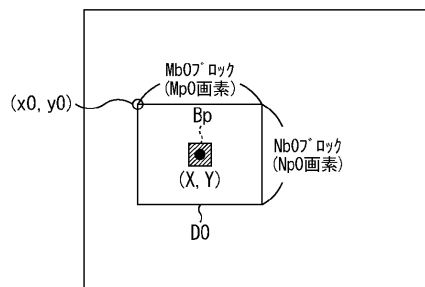 Mb0ブロック
(Mp0画素)
(x0, y0)
Bp
Nb0ブロック
(Np0画素)
(X, Y)
D0